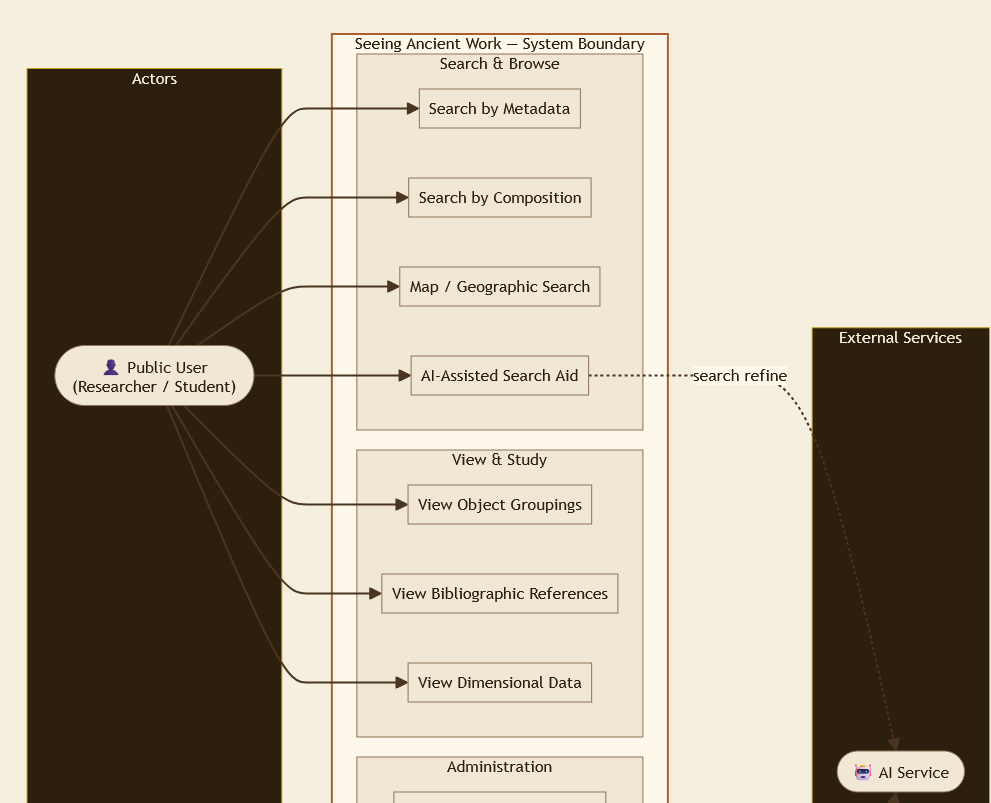 Seeing Ancient Work — System Boundary
Actors
Search & Browse
Search by Metadata
Search by Composition
Map / Geographic Search
Public User
(Researcher / Student)
AI-Assisted Search Aid
search refine
External Services
View & Study
View Object Groupings
View Bibliographic References
View Dimensional Data
Administration
AI Service